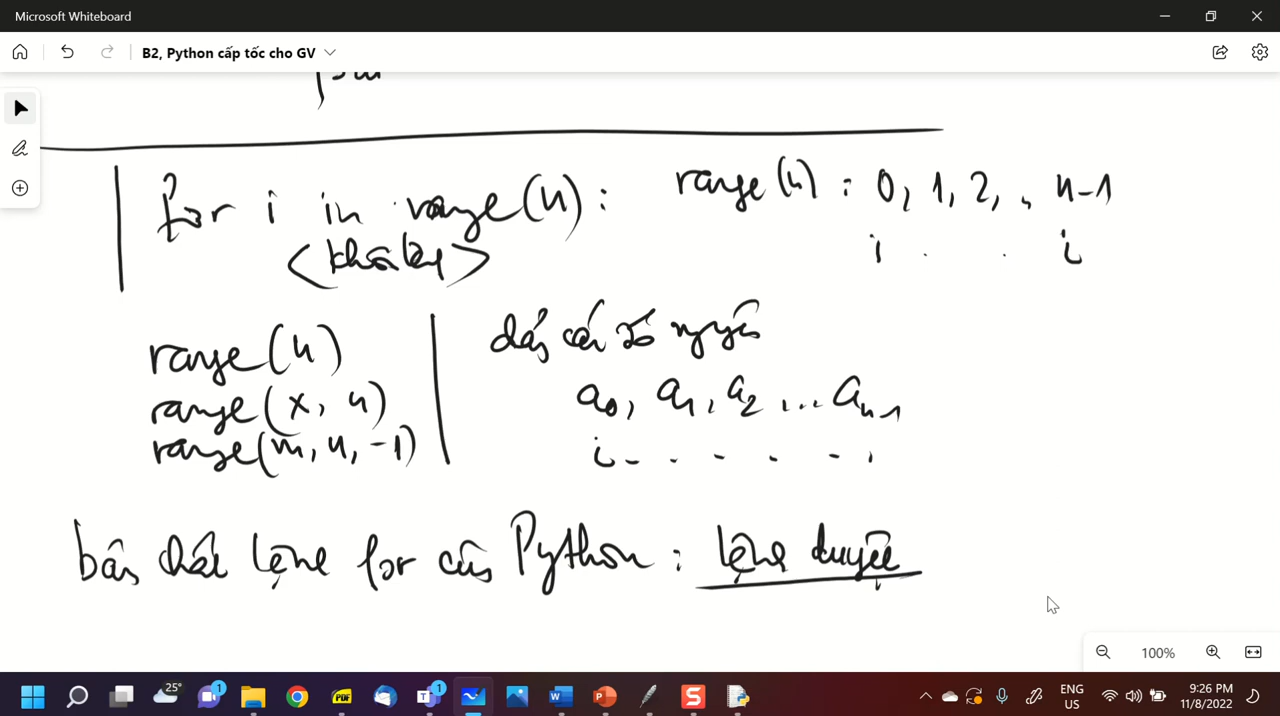 Microsoft Whiteboard
B2, Python cấp tốc cho GV
for i in range(n):
<khối lệnh>
range(n) : 0, 1, 2, .. n-1
i . . i
range(n)
range(x, n)
range(m, n, -1)
dãy các số nguyên
a0, a1, a2 ... an-1
i - . - . - .
bản chất lệnh for của Python : lệnh duyệt
100%
25°
1
1
ENG
US
9:26 PM
11/8/2022